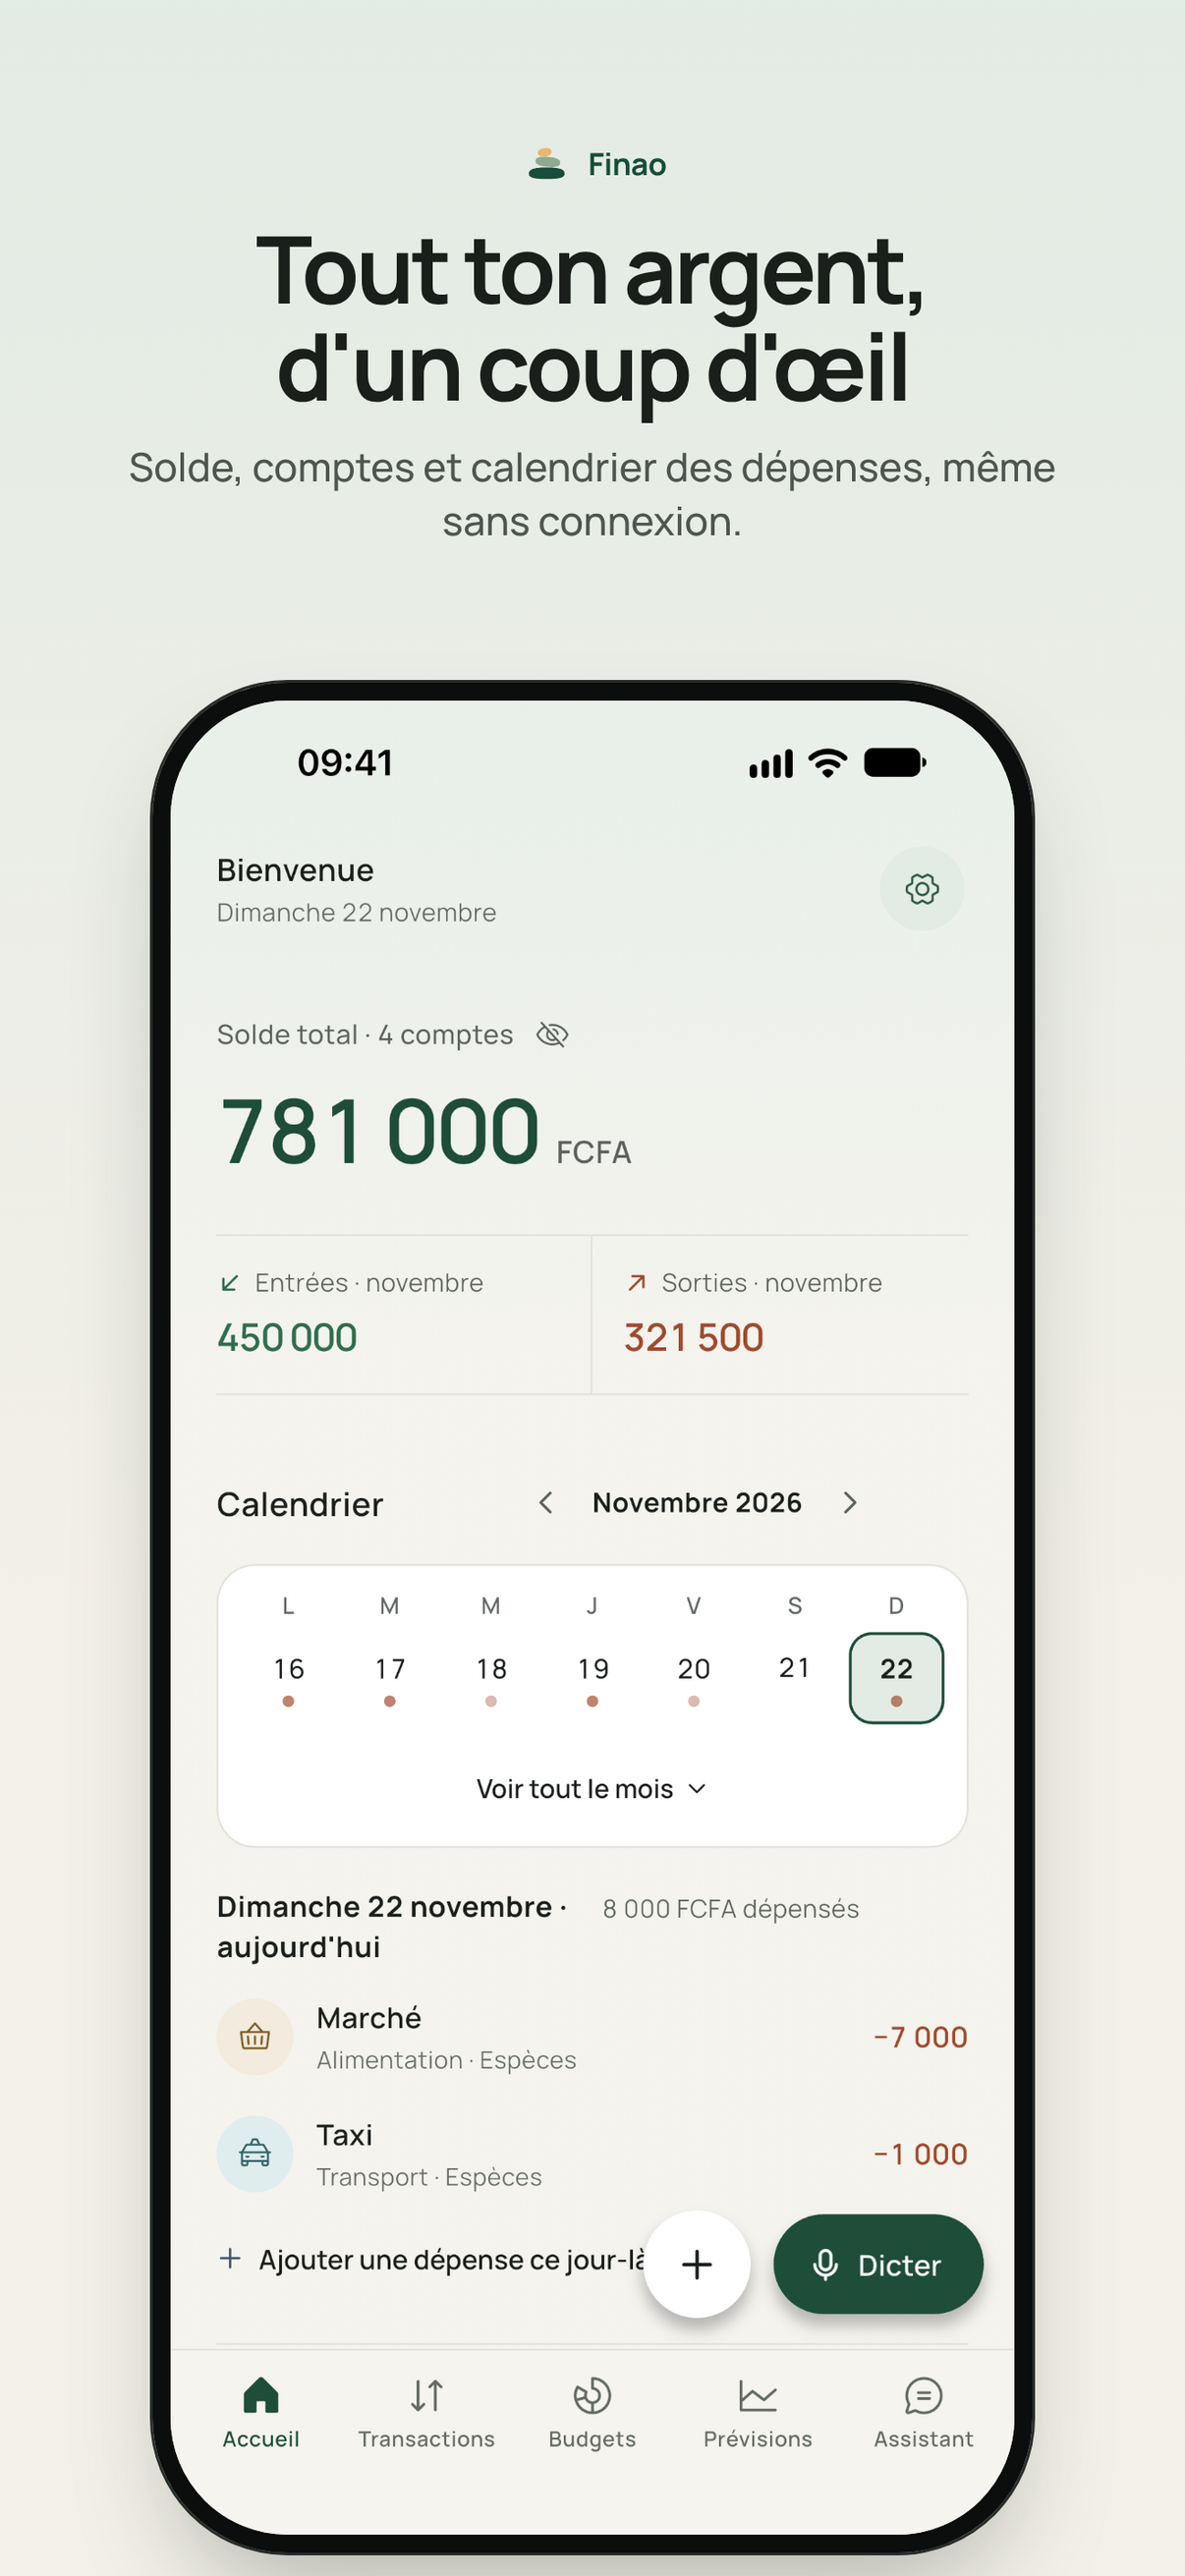 Finao
Tout ton argent,
d'un coup d'œil
Solde, comptes et calendrier des dépenses, même
sans connexion.
09:41
Bienvenue
Dimanche 22 novembre
Solde total · 4 comptes
781 000 FCFA
Entrées · novembre
450 000
Sorties · novembre
321 500
Calendrier
Novembre 2026
L M M J V S D
16 17 18 19 20 21 22
Voir tout le mois
Dimanche 22 novembre ·
aujourd'hui
8 000 FCFA dépensés
Marché
Alimentation · Espèces
−7 000
Taxi
Transport · Espèces
−1 000
+ Ajouter une dépense ce jour-là
+
Dicter
Accueil
Transactions
Budgets
Prévisions
Assistant